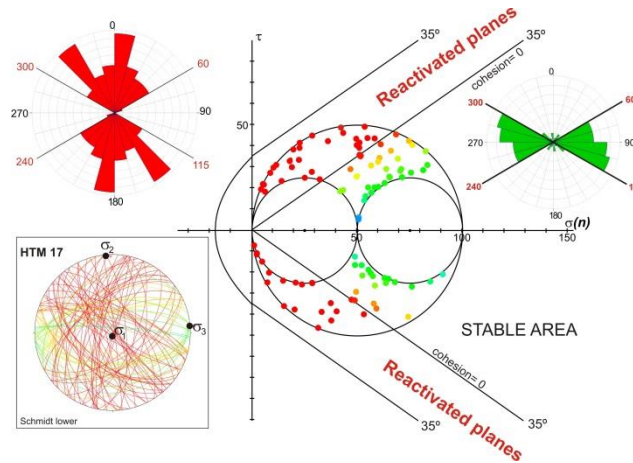 0
60
90
115
180
240
270
300
τ
35º
Reactivated planes
35º
cohesion= 0
50
0
60
90
1
180
240
270
300
σ(n)
50
100
150
STABLE AREA
cohesion= 0
Reactivated planes
35º
35º
HTM 17
σ2
σ3
σ
Schmidt lower